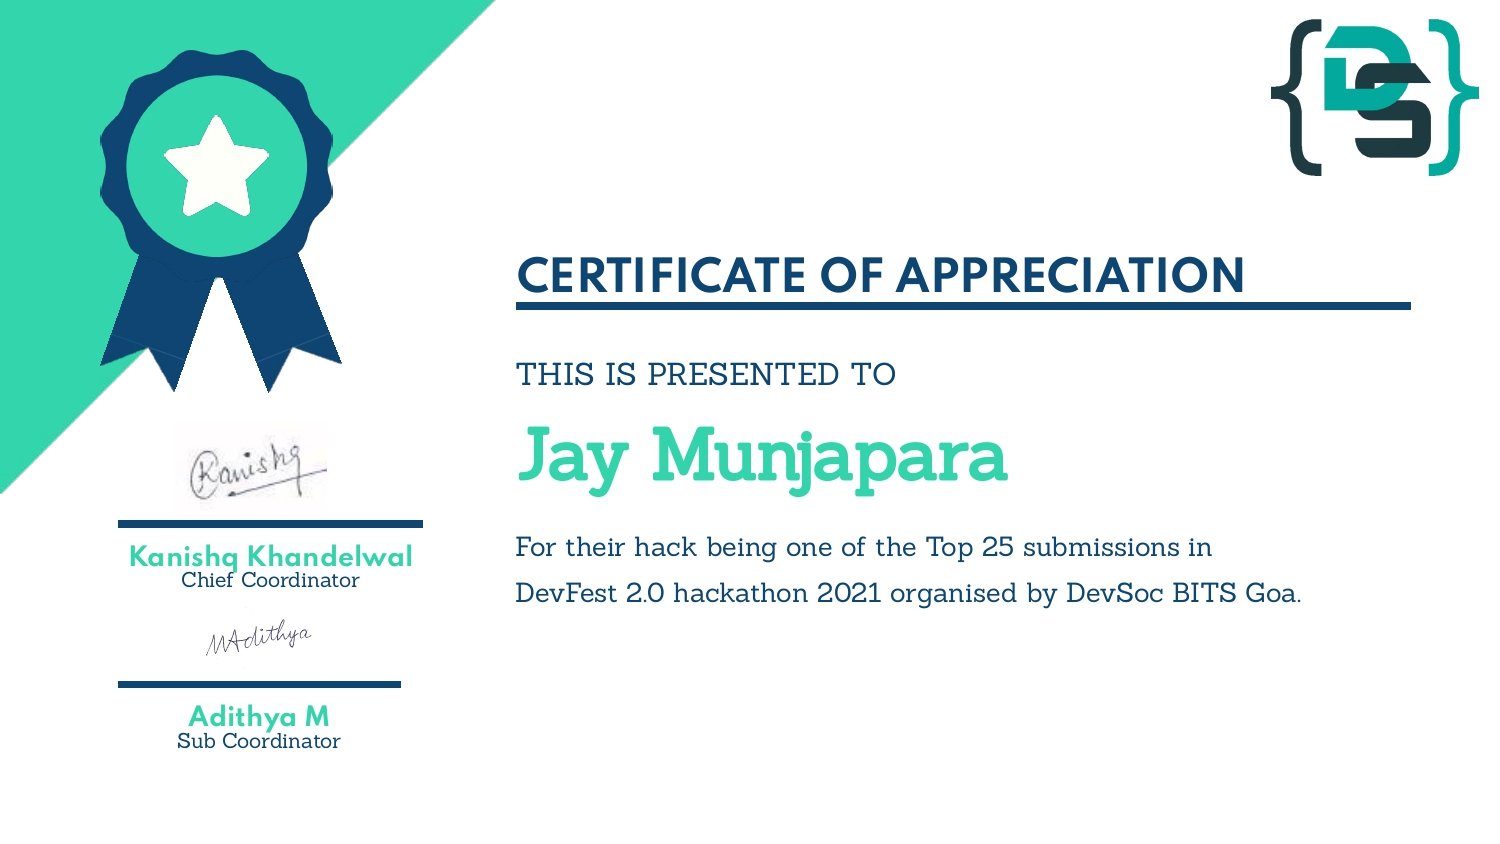 {DS}
CERTIFICATE OF APPRECIATION
THIS IS PRESENTED TO
Jay Munjapara
For their hack being one of the Top 25 submissions in
DevFest 2.0 hackathon 2021 organised by DevSoc BITS Goa.
Kanishq
Kanishq Khandelwal
Chief Coordinator
MAdithya
Adithya M
Sub Coordinator